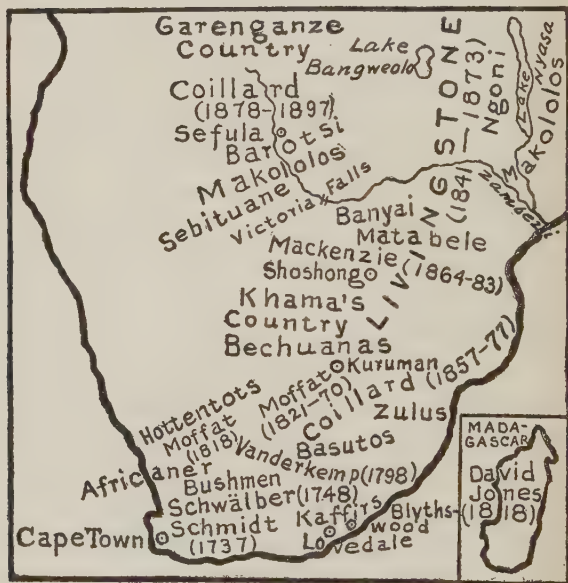 Garenganze
Country
Lake
Bangweolo
Coillard
(1878-1897)
Sefula
Barotsi
Makololos
Sebituane
Victoria Falls
LIVINGSTONE
(1841-1873)
Ngoni
Lake Nyasa
Makololos
Zambezi
Banyai
Matabele
Mackenzie
(1864-83)
Shoshong
Khama's
Country
Bechuanas
Kuruman
Moffat
(1821-70)
Coillard (1857-77)
Zulus
Hottentots
Moffat
(1818)
Africaner
Vanderkemp (1798)
Basutos
Bushmen
Schwälber (1748)
Schmidt
(1737)
Cape Town
Kaffirs
Lovedale
Blyths-
wood
MADA-
GASCAR
David
Jones
(1818)